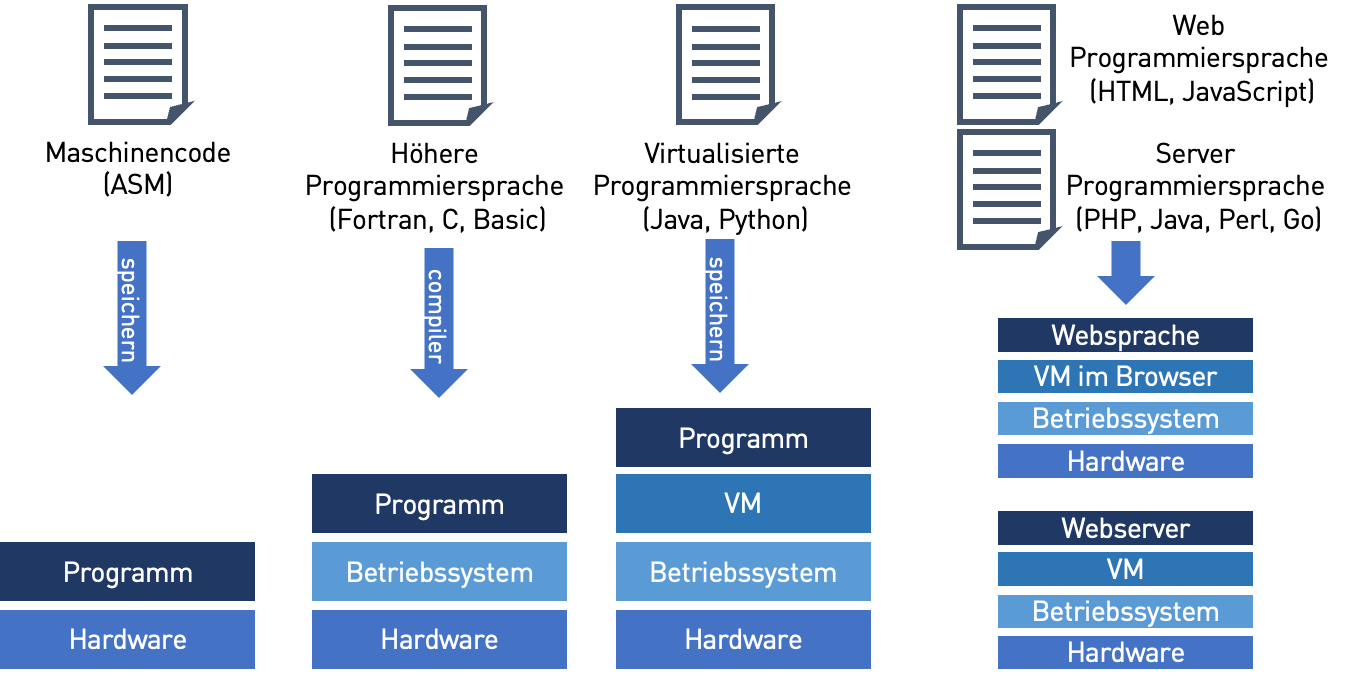 Maschinencode
(ASM)
speichern
Programm
Hardware
Höhere
Programmiersprache
(Fortran, C, Basic)
compiler
Programm
Betriebssystem
Hardware
Virtualisierte
Programmiersprache
(Java, Python)
speichern
Programm
VM
Betriebssystem
Hardware
Web
Programmiersprache
(HTML, JavaScript)
Server
Programmiersprache
(PHP, Java, Perl, Go)
Websprache
VM im Browser
Betriebssystem
Hardware
Webserver
VM
Betriebssystem
Hardware